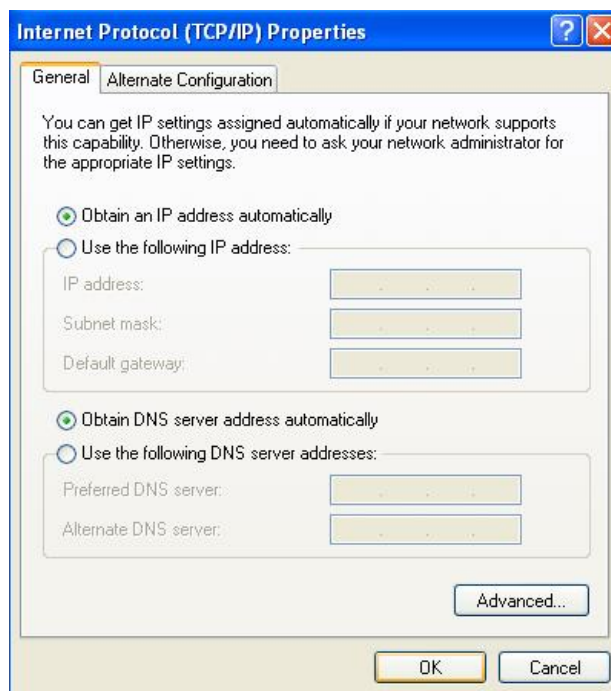 Internet Protocol (TCP/IP) Properties
General
Alternate Configuration
You can get IP settings assigned automatically if your network supports
this capability. Otherwise, you need to ask your network administrator for
the appropriate IP settings.
Obtain an IP address automatically
Use the following IP address:
IP address:
Subnet mask:
Default gateway:
Obtain DNS server address automatically
Use the following DNS server addresses:
Preferred DNS server:
Alternate DNS server:
Advanced...
OK
Cancel